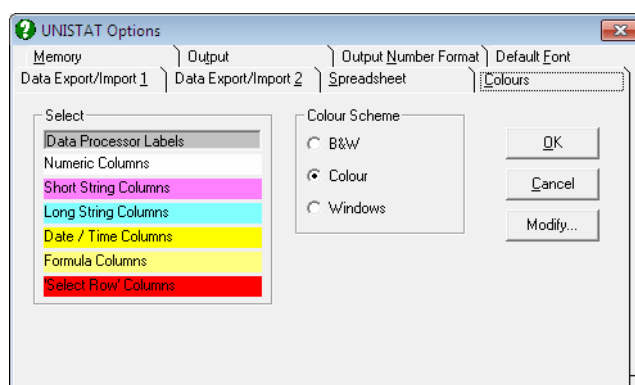 UNISTAT Options
Memory Output Output Number Format Default Font
Data Export/Import 1 Data Export/Import 2 Spreadsheet Colours
Select
Data Processor Labels
Numeric Columns
Short String Columns
Long String Columns
Date / Time Columns
Formula Columns
'Select Row' Columns
Colour Scheme
B&W
Colour
Windows
OK
Cancel
Modify...